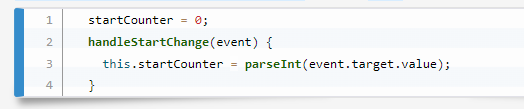 1 startCounter = 0;
2 handleStartChange(event) {
3 this.startCounter = parseInt(event.target.value);
4 }